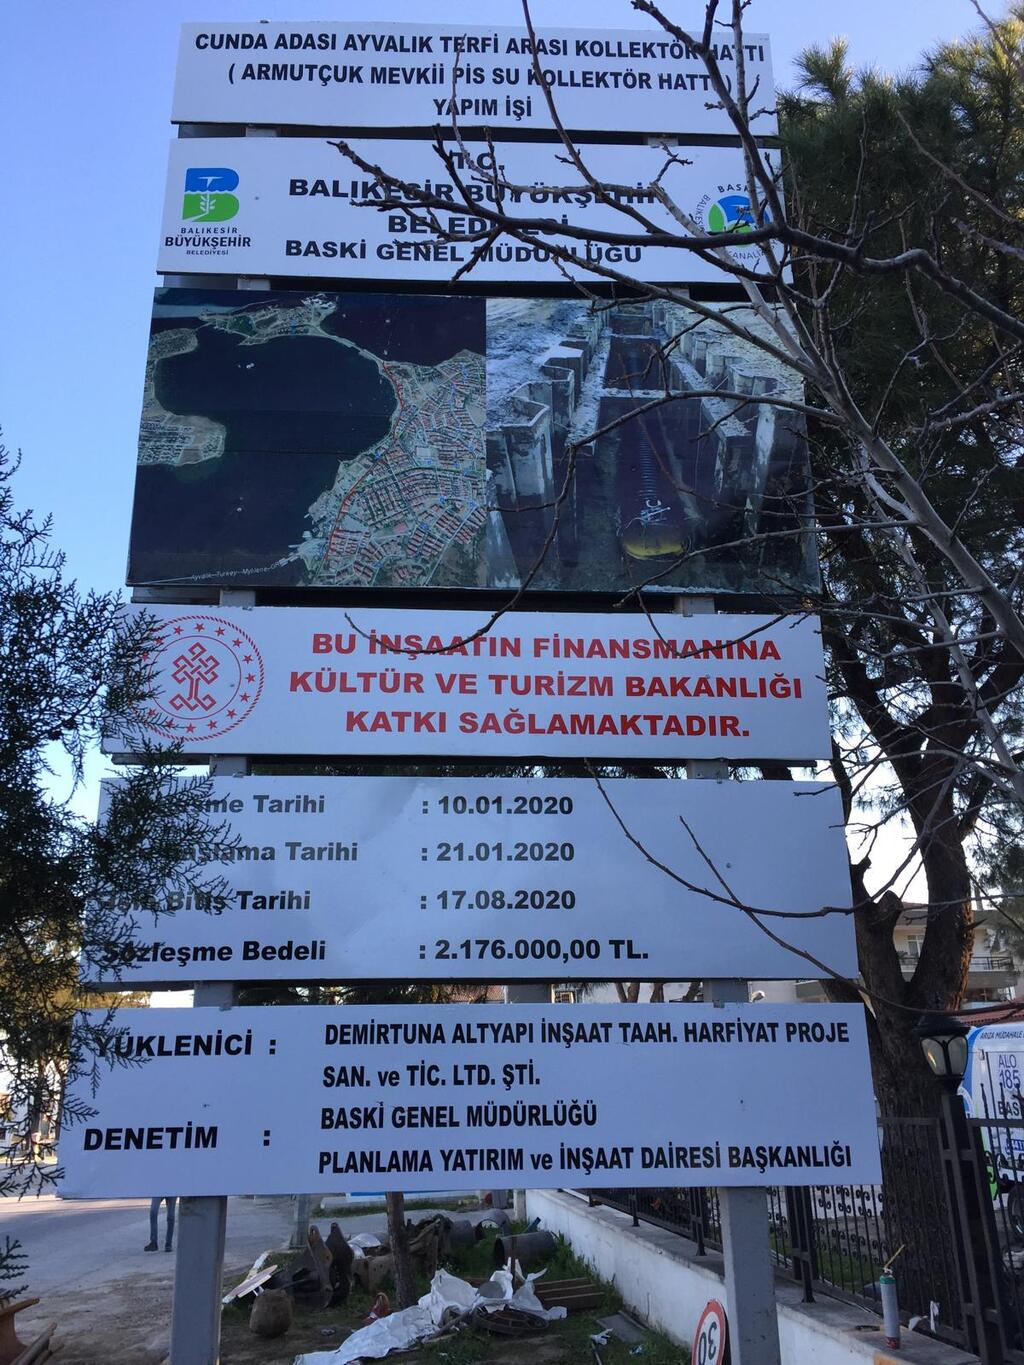 CUNDA ADASI AYVALIK TERFİ ARASI KOLLEKTÖR HATTI
( ARMUTÇUK MEVKİİ PİS SU KOLLEKTÖR HATTI )
YAPIM İŞİ
T.C.
BALIKESİR BÜYÜKŞEHİR
BELEDİYESİ
BASKİ GENEL MÜDÜRLÜĞÜ
BALIKESİR
BÜYÜKŞEHİR
BELEDİYESİ
BU İNŞAATIN FİNANSMANINA
KÜLTÜR VE TURİZM BAKANLIĞI
KATKI SAĞLAMAKTADIR.
Tarihi : 10.01.2020
Tarihi : 21.01.2020
Bitiş Tarihi : 17.08.2020
Sözleşme Bedeli : 2.176.000,00 TL.
YÜKLENİCİ : DEMİRTUNA ALTYAPI İNŞAAT TAAH. HARFİYAT PROJE
SAN. ve TİC. LTD. ŞTİ.
BASKİ GENEL MÜDÜRLÜĞÜ
DENETİM : PLANLAMA YATIRIM ve İNŞAAT DAİRESİ BAŞKANLIĞI
ALO
185
30